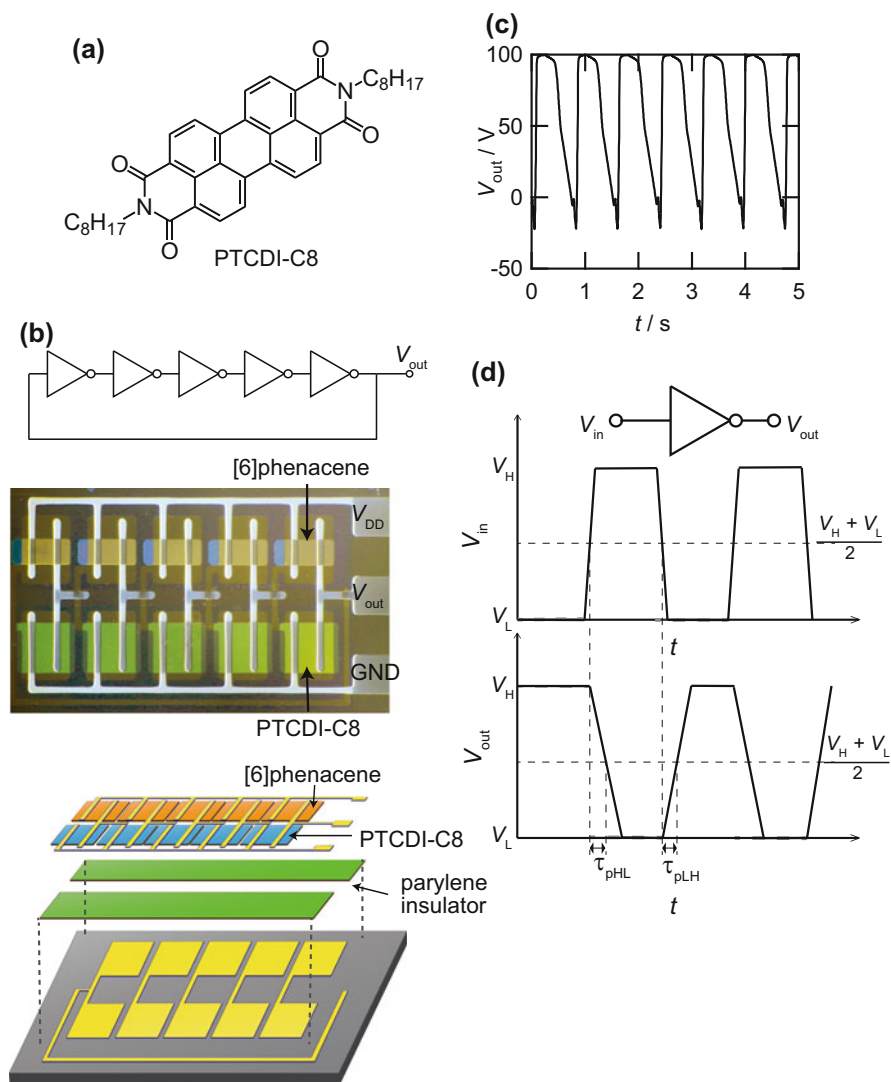 (a)
O
N
C8H17
O
O
N
C8H17
O
PTCDI-C8
(b)
Vout
[6]phenacene
VDD
Vout
GND
PTCDI-C8
[6]phenacene
PTCDI-C8
parylene
insulator
(c)
100
50
0
-50
Vout / V
0 1 2 3 4 5
t / s
(d)
Vin Vout
VH
Vin
VH + VL
2
VL
t
VH
Vout
VH + VL
2
VL
τpHL τpLH
t